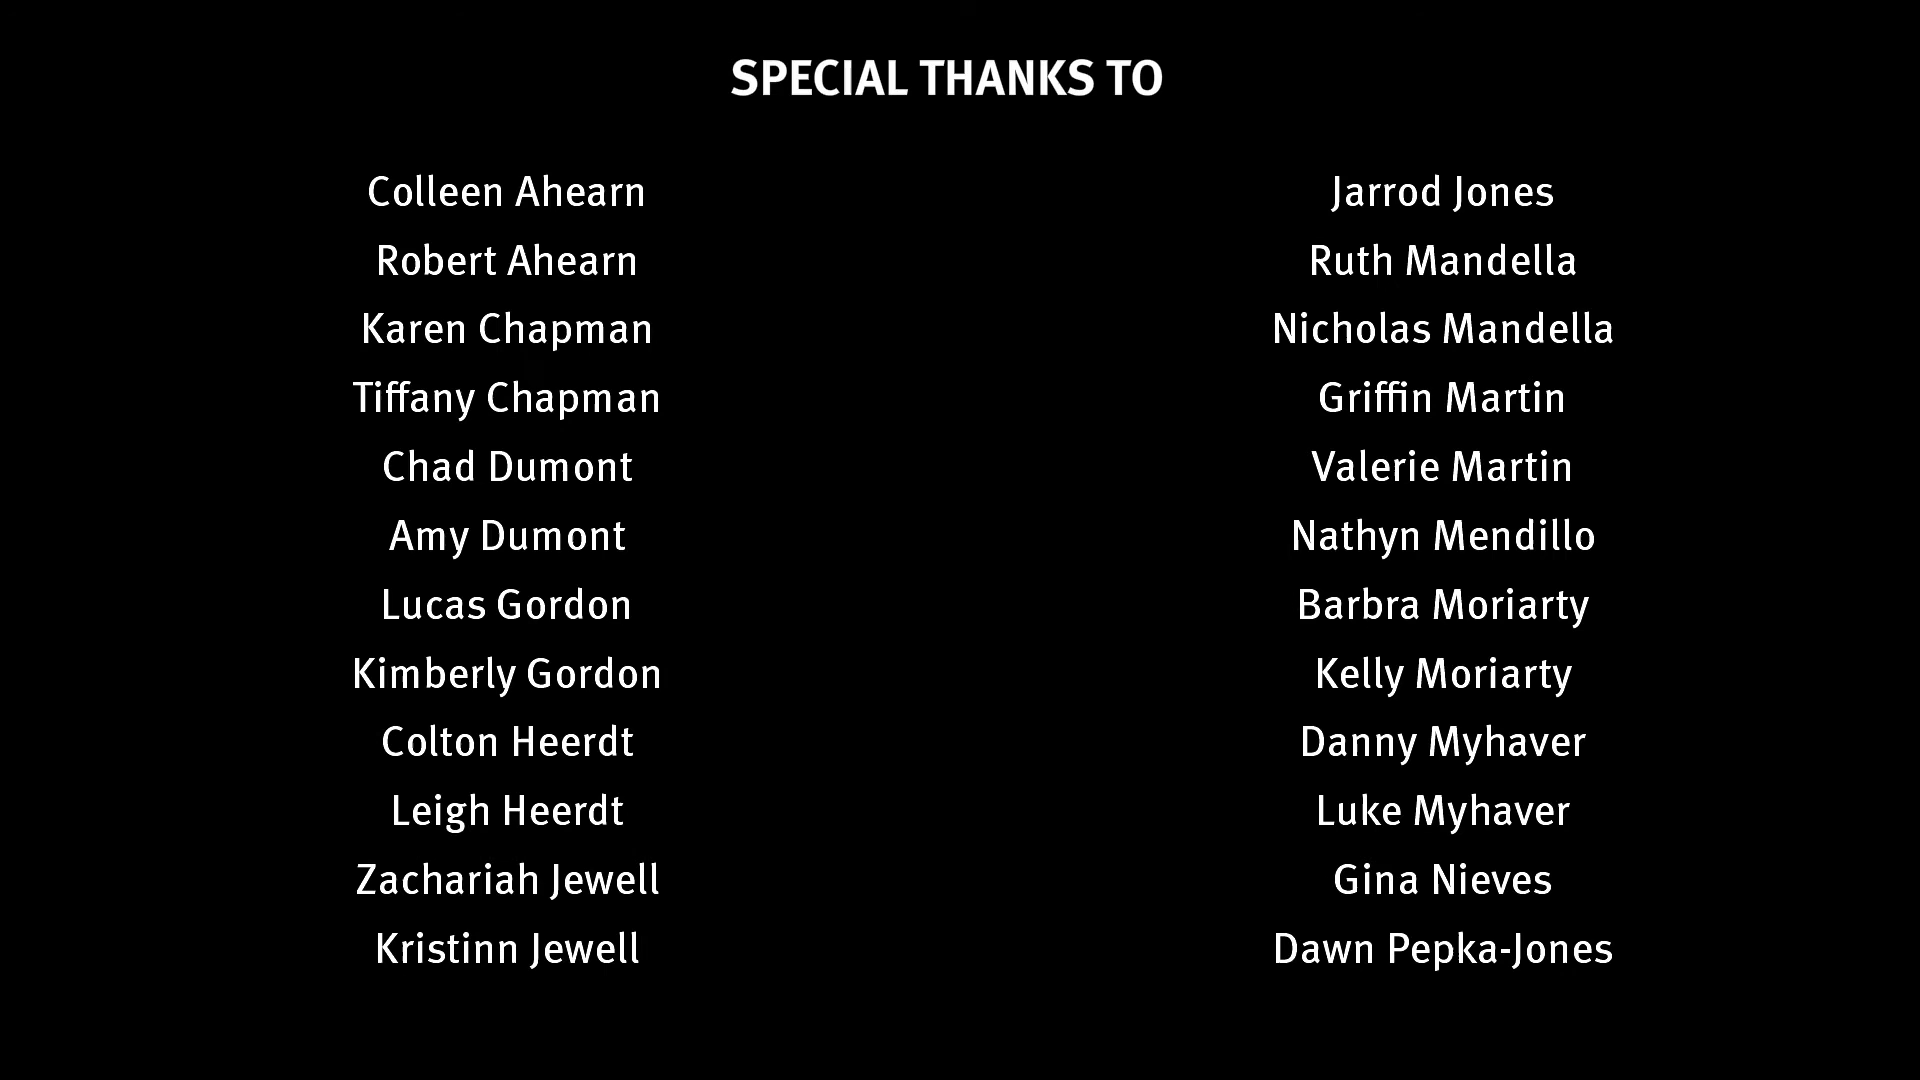 SPECIAL THANKS TO
Colleen Ahearn
Robert Ahearn
Karen Chapman
Tiffany Chapman
Chad Dumont
Amy Dumont
Lucas Gordon
Kimberly Gordon
Colton Heerdt
Leigh Heerdt
Zachariah Jewell
Kristinn Jewell
Jarrod Jones
Ruth Mandella
Nicholas Mandella
Griffin Martin
Valerie Martin
Nathyn Mendillo
Barbra Moriarty
Kelly Moriarty
Danny Myhaver
Luke Myhaver
Gina Nieves
Dawn Pepka-Jones